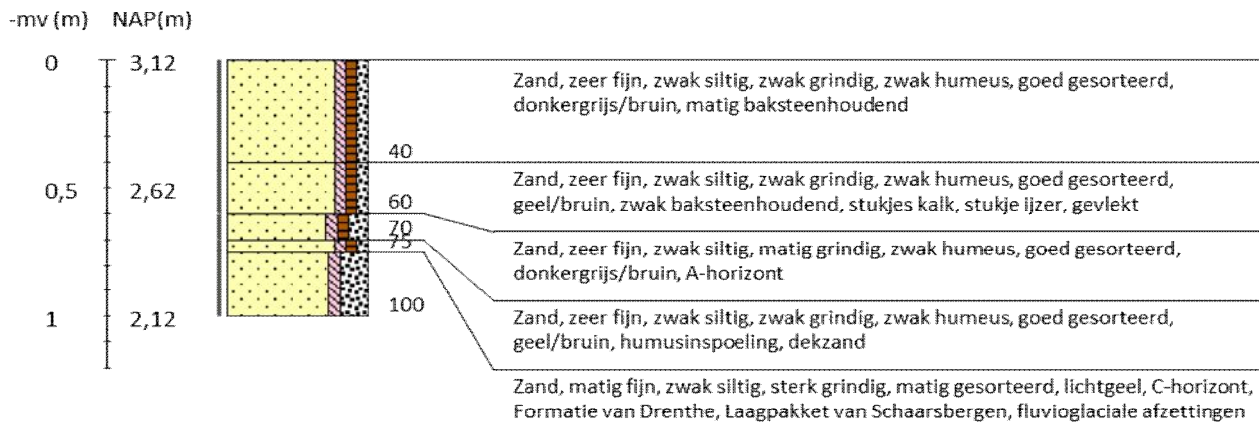 -mv (m) NAP(m)
0 3,12
Zand, zeer fijn, zwak siltig, zwak grindig, zwak humeus, goed gesorteerd,
donkergrijs/bruin, matig baksteenhoudend
40
0,5 2,62
Zand, zeer fijn, zwak siltig, zwak grindig, zwak humeus, goed gesorteerd,
geel/bruin, zwak baksteenhoudend, stukjes kalk, stukje ijzer, gevlekt
60
70
75
Zand, zeer fijn, zwak siltig, matig grindig, zwak humeus, goed gesorteerd,
donkergrijs/bruin, A-horizont
100
1 2,12
Zand, zeer fijn, zwak siltig, zwak grindig, zwak humeus, goed gesorteerd,
geel/bruin, humusinspoeling, dekzand
Zand, matig fijn, zwak siltig, sterk grindig, matig gesorteerd, lichtgeel, C-horizont,
Formatie van Drenthe, Laagpakket van Schaarsbergen, fluvioglaciale afzettingen